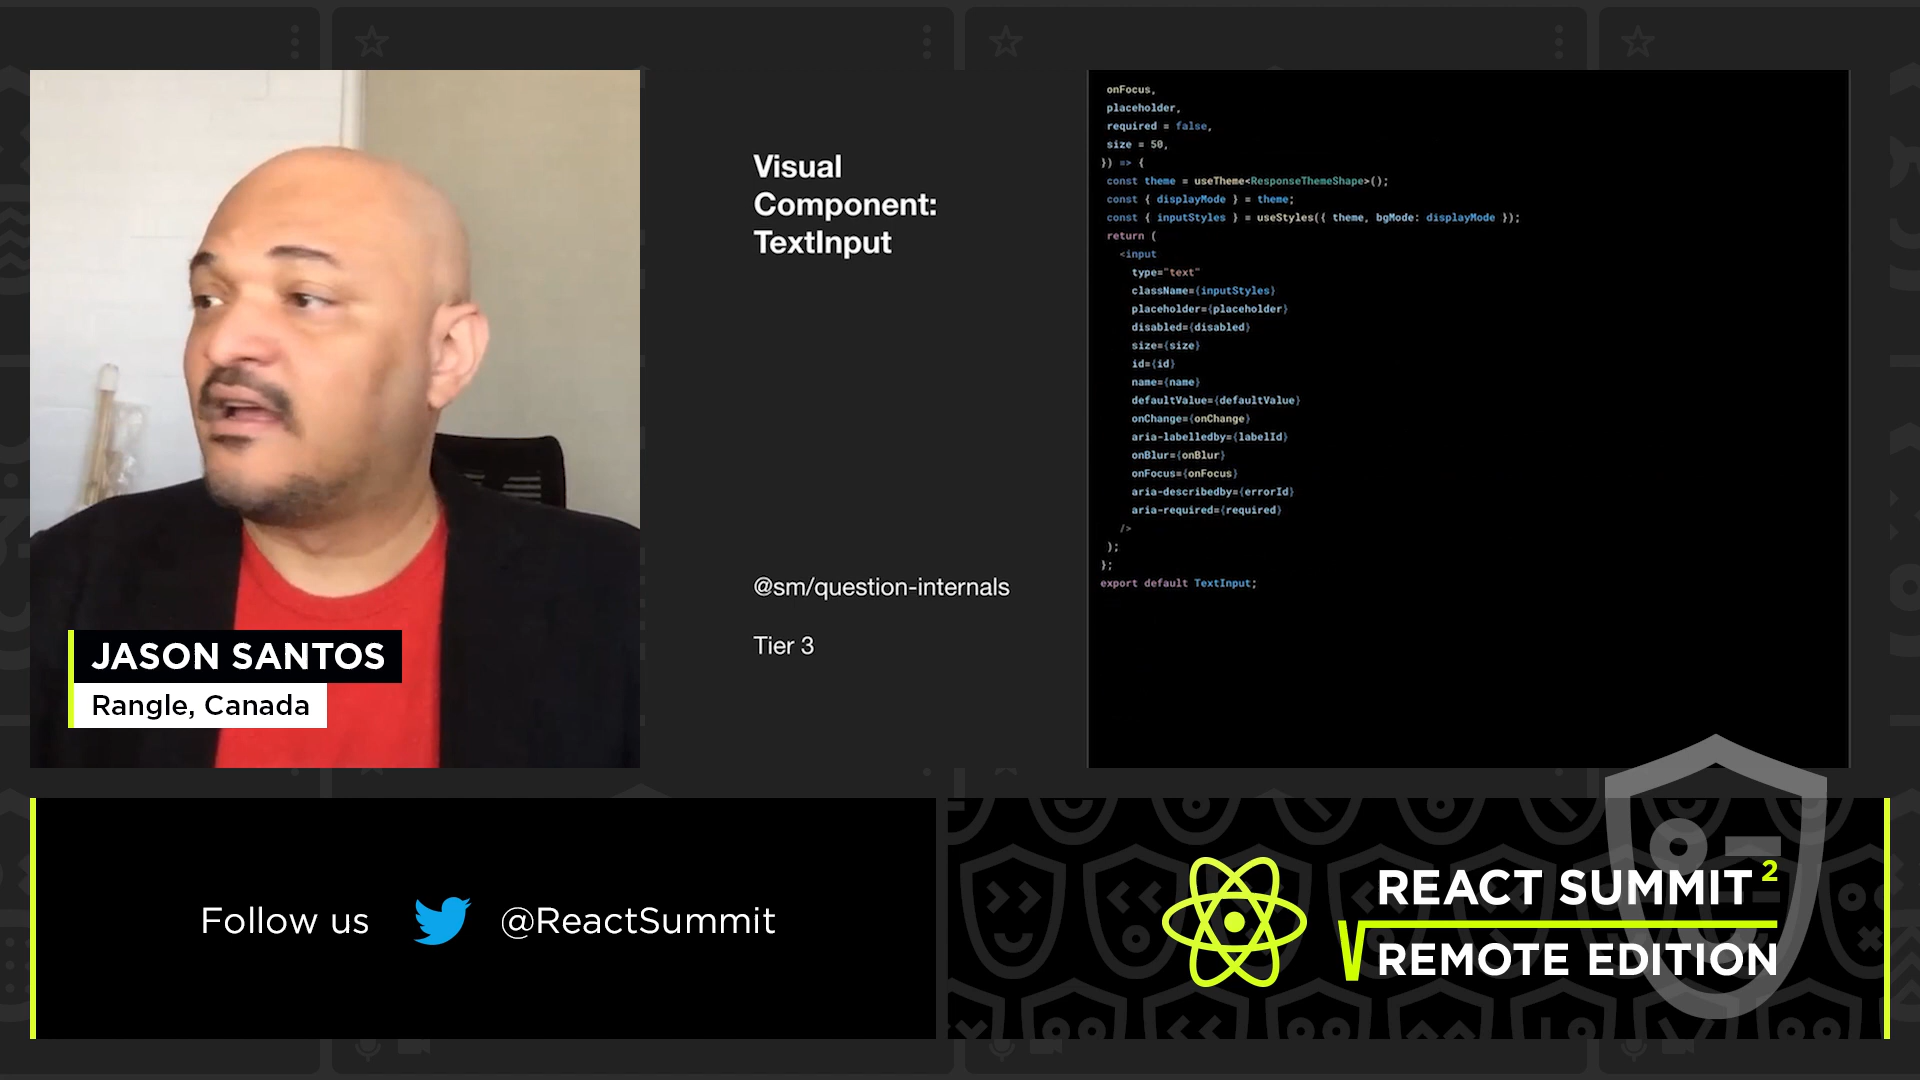 Visual
Component:
TextInput
@sm/question-internals
Tier 3
onFocus,
placeholder,
required = false,
size = 50,
}) => {
const theme = useTheme<ResponseThemeShape>();
const { displayMode } = theme;
const { inputStyles } = useStyles({ theme, bgMode: displayMode });
return (
<input
type="text"
className={inputStyles}
placeholder={placeholder}
disabled={disabled}
size={size}
id={id}
name={name}
defaultValue={defaultValue}
onChange={onChange}
aria-labelledby={labelId}
onBlur={onBlur}
onFocus={onFocus}
aria-describedby={errorId}
aria-required={required}
/>
);
};
export default TextInput;
JASON SANTOS
Rangle, Canada
Follow us @ReactSummit
REACT SUMMIT 2
REMOTE EDITION